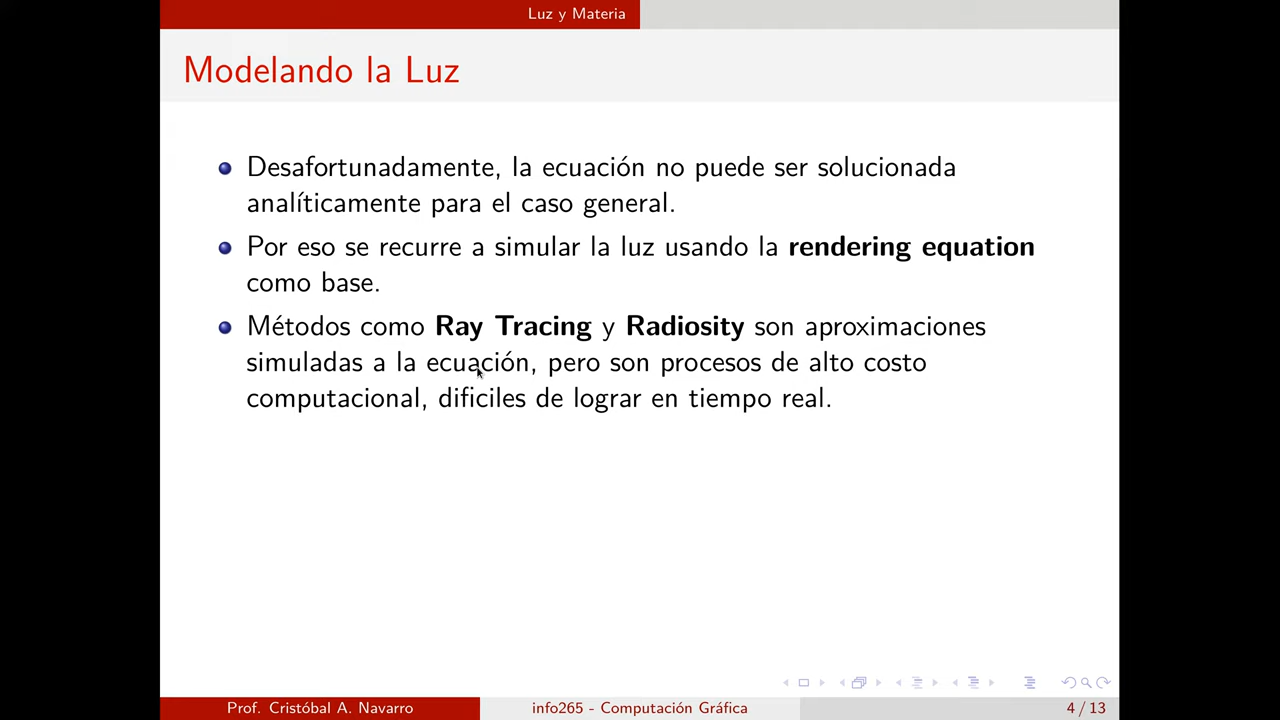 Luz y Materia
Modelando la Luz
Desafortunadamente, la ecuación no puede ser solucionada
analíticamente para el caso general.
Por eso se recurre a simular la luz usando la rendering equation
como base.
Métodos como Ray Tracing y Radiosity son aproximaciones
simuladas a la ecuación, pero son procesos de alto costo
computacional, dificiles de lograr en tiempo real.
Prof. Cristóbal A. Navarro
info265 - Computación Gráfica
4 / 13